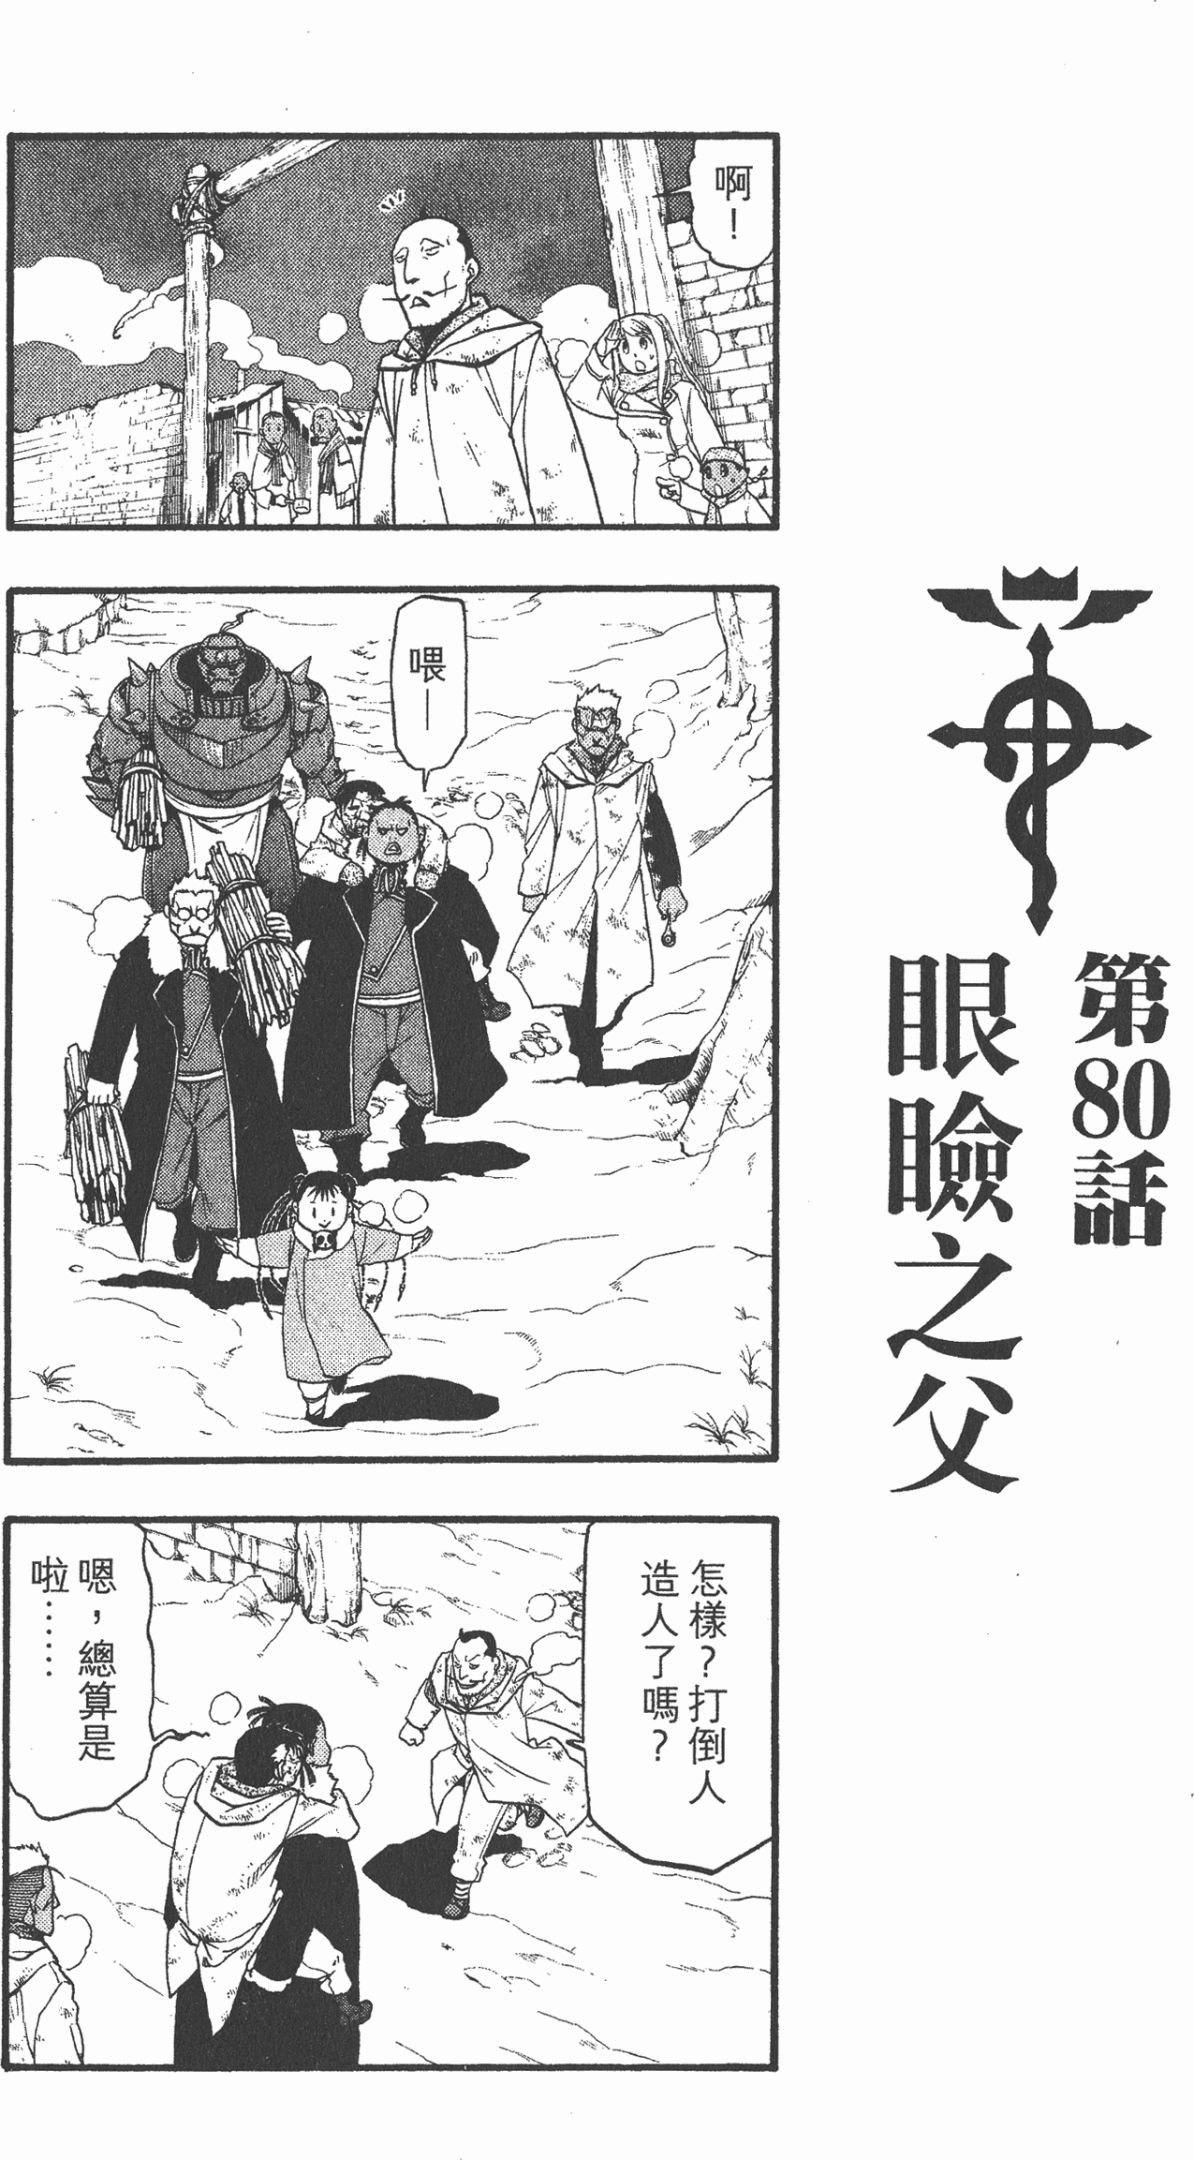 第80話
眼瞼之父
啊！
喂—
怎樣？打倒人
造人了嗎？
嗯，總算是
啦……